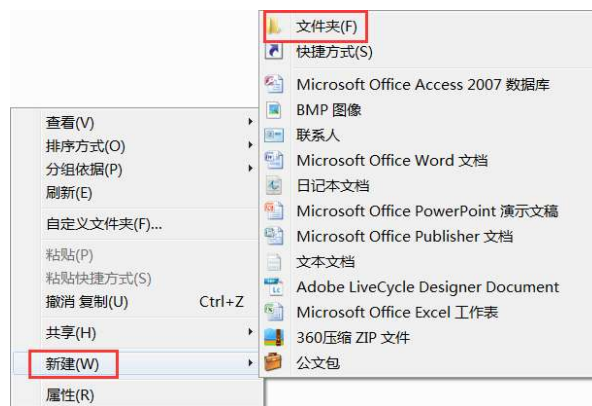 文件夹(F)
快捷方式(S)
Microsoft Office Access 2007 数据库
BMP 图像
联系人
Microsoft Office Word 文档
日记本文档
Microsoft Office PowerPoint 演示文稿
Microsoft Office Publisher 文档
文本文档
Adobe LiveCycle Designer Document
Microsoft Office Excel 工作表
360压缩 ZIP 文件
公文包
查看(V)
排序方式(O)
分组依据(P)
刷新(E)
自定义文件夹(F)...
粘贴(P)
粘贴快捷方式(S)
撤消 复制(U) Ctrl+Z
共享(H)
新建(W)
属性(R)